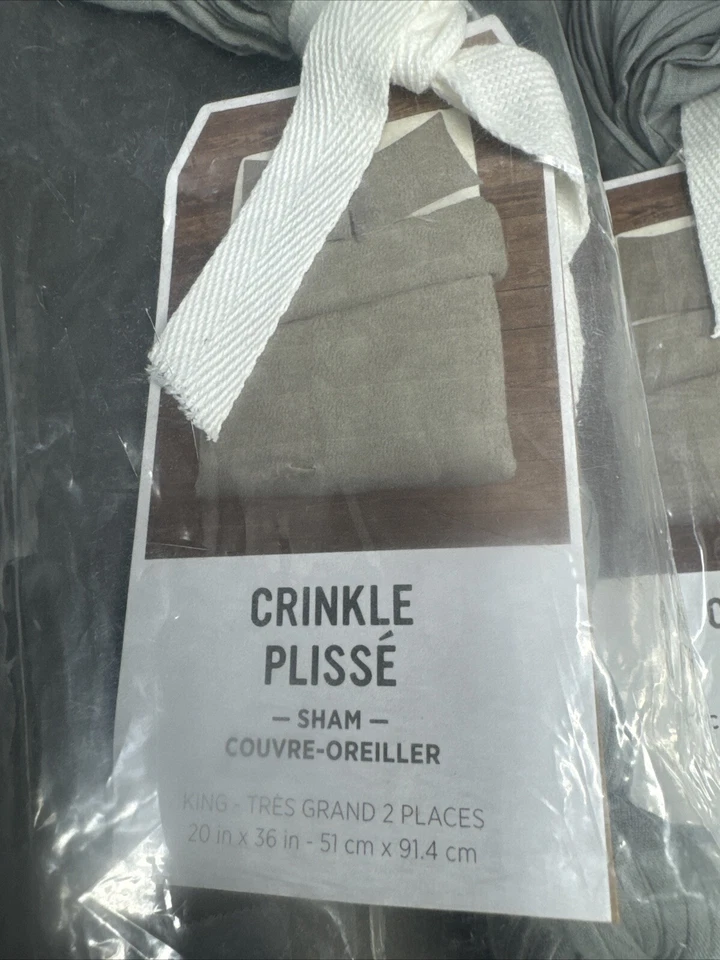 CRINKLE
PLISSÉ
— SHAM —
COUVRE-OREILLER
KING - TRÈS GRAND 2 PLACES
20 in x 36 in - 51 cm x 91.4 cm